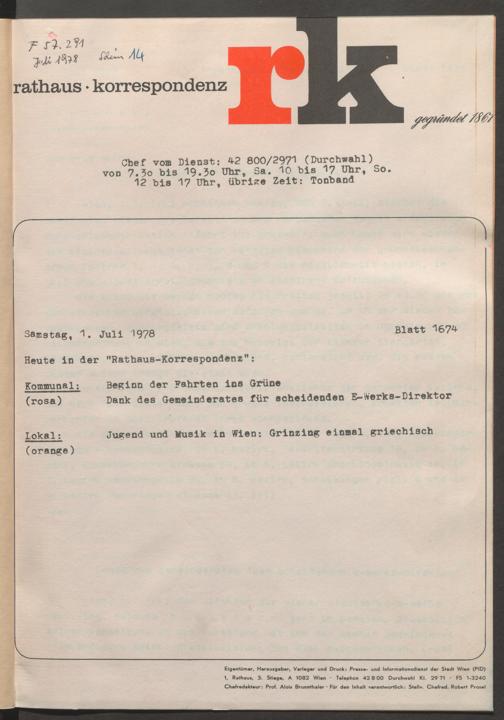 F 57.291
Juli 1978
14
rk
rathaus · korrespondenz
gegründet 1861
Chef vom Dienst: 42 800/2971 (Durchwahl)
von 7.30 bis 19.30 Uhr, Sa. 10 bis 17 Uhr, So.
12 bis 17 Uhr, übrige Zeit: Tonband
Samstag, 1. Juli 1978 Blatt 1674
Heute in der "Rathaus-Korrespondenz":
Kommunal: Beginn der Fahrten ins Grüne
(rosa) Dank des Gemeinderates für scheidenden E-Werks-Direktor
Lokal: Jugend und Musik in Wien: Grinzing einmal griechisch
(orange)
Eigentümer, Herausgeber, Verleger und Druck: Presse- und Informationsdienst der Stadt Wien (PID)
1, Rathaus, 3. Stiege, A 1082 Wien · Telephon 42 8 00 Durchwahl Kl. 29 71 · FS 1-3240
Chefredakteur: Prof. Alois Brunnthaler · Für den Inhalt verantwortlich: Stellv. Chefred. Robert Prosel